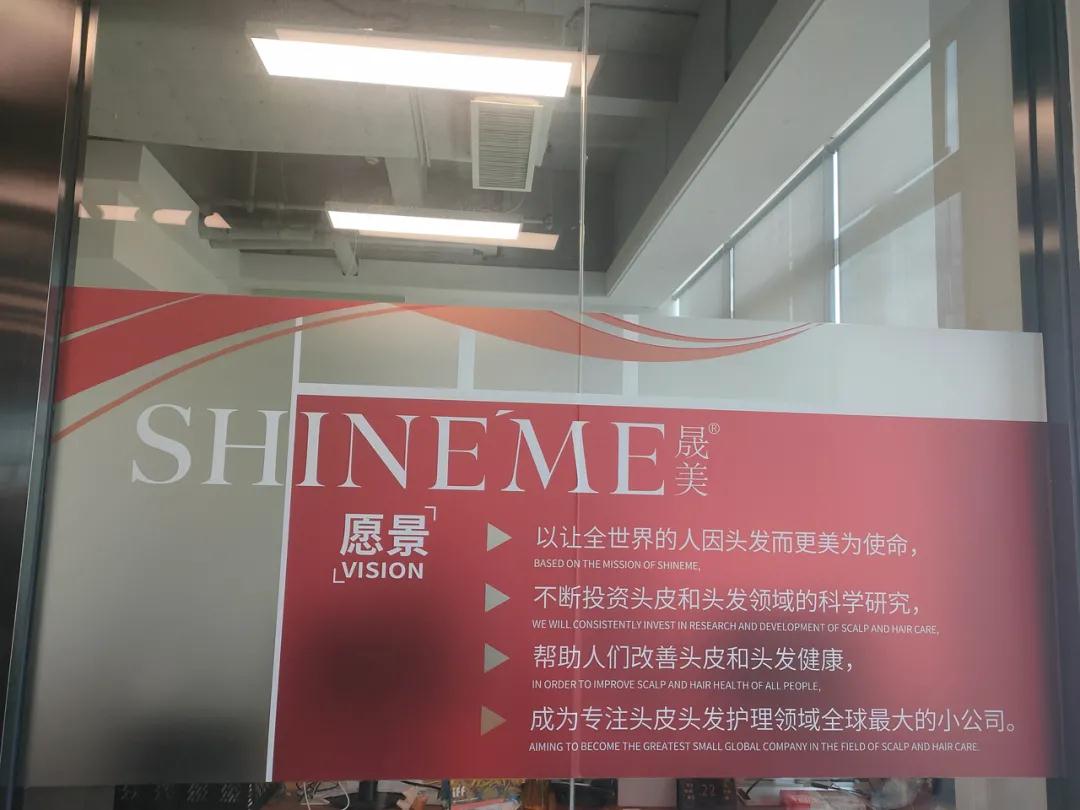 SHINE´ME 晟美®
愿景
VISION
以让全世界的人因头发而更美为使命，
BASED ON THE MISSION OF SHINEME,
不断投资头皮和头发领域的科学研究，
WE WILL CONSISTENTLY INVEST IN RESEARCH AND DEVELOPMENT OF SCALP AND HAIR CARE,
帮助人们改善头皮和头发健康，
IN ORDER TO IMPROVE SCALP AND HAIR HEALTH OF ALL PEOPLE,
成为专注头皮头发护理领域全球最大的小公司。
AIMING TO BECOME THE GREATEST SMALL GLOBAL COMPANY IN THE FIELD OF SCALP AND HAIR CARE.
22